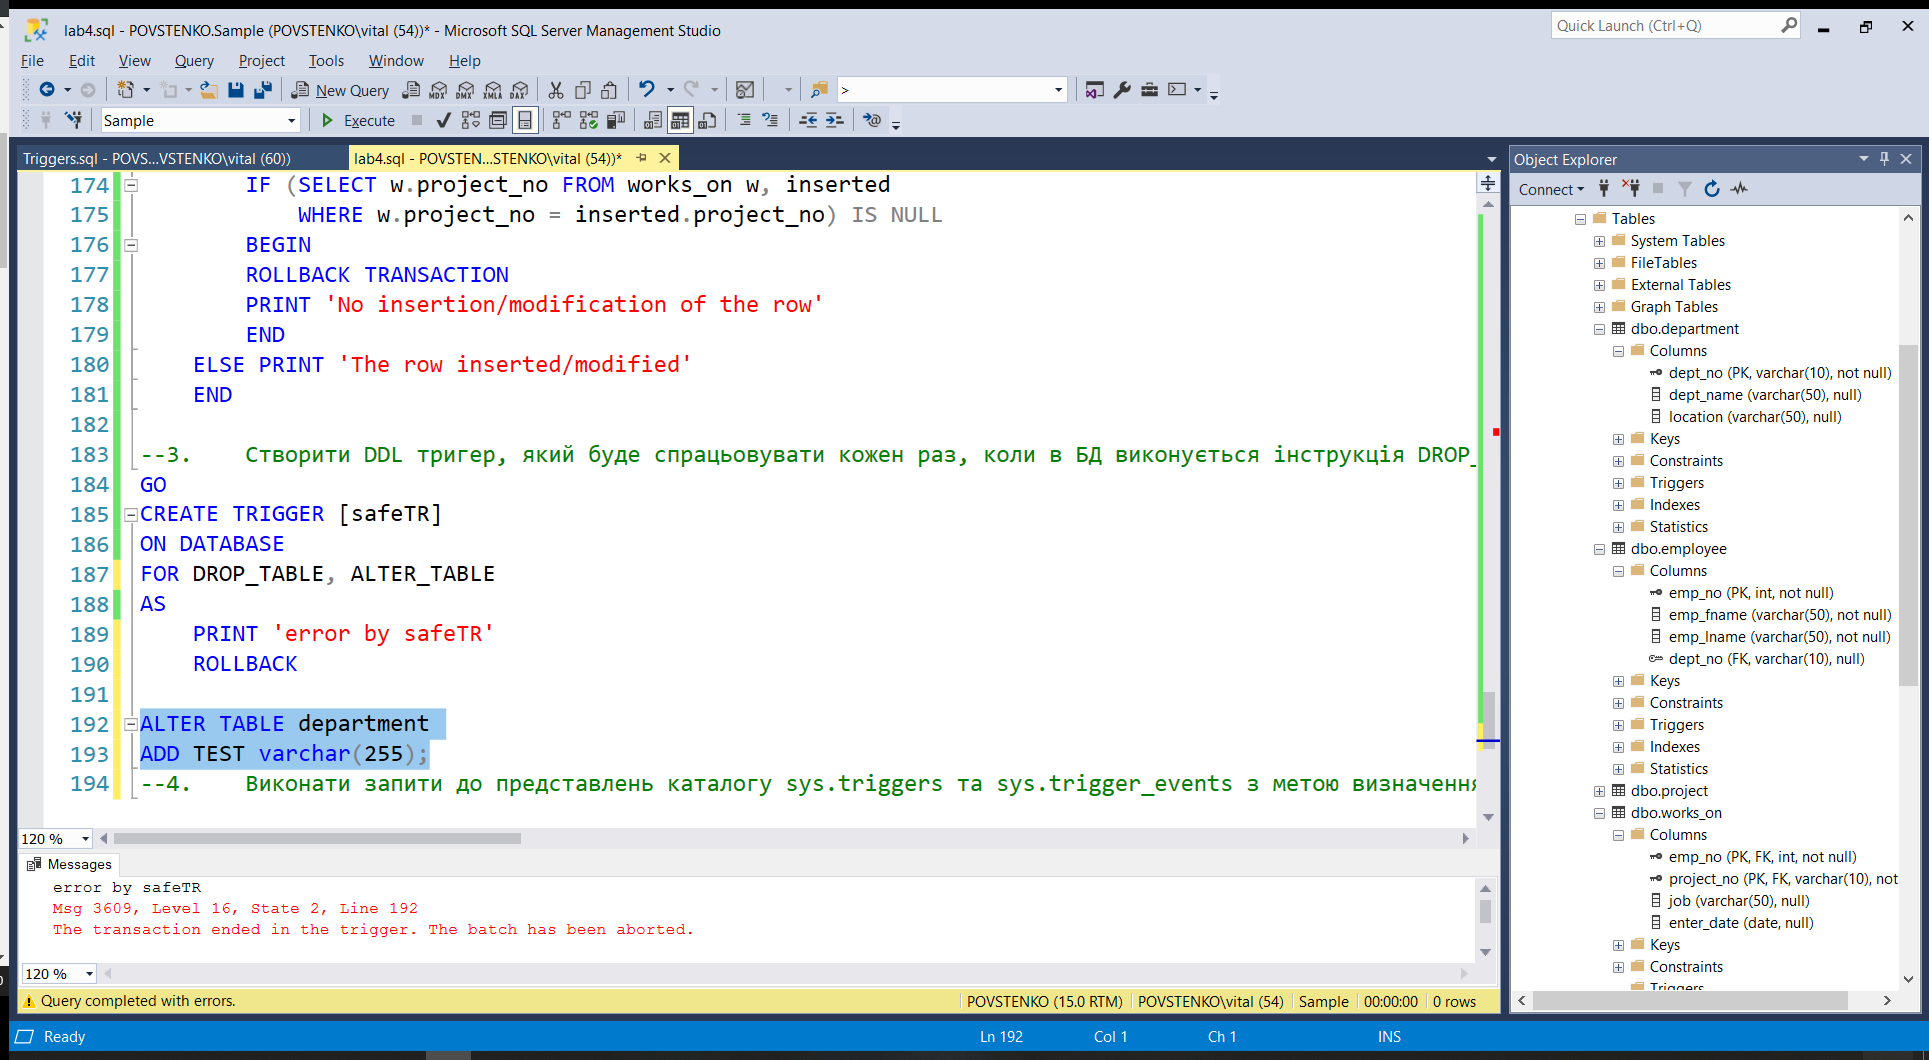 lab4.sql - POVSTENKO.Sample (POVSTENKO\vital (54))* - Microsoft SQL Server Management Studio
Quick Launch (Ctrl+Q)
File Edit View Query Project Tools Window Help
New Query MDX DMX XMLA DAX >
Sample Execute
Triggers.sql - POVS...VSTENKO\vital (60))
lab4.sql - POVSTEN...STENKO\vital (54))*
174 IF (SELECT w.project_no FROM works_on w, inserted
175 WHERE w.project_no = inserted.project_no) IS NULL
176 BEGIN
177 ROLLBACK TRANSACTION
178 PRINT 'No insertion/modification of the row'
179 END
180 ELSE PRINT 'The row inserted/modified'
181 END
182
183 --3. Створити DDL тригер, який буде спрацьовувати кожен раз, коли в БД виконується інструкція DROP_
184 GO
185 CREATE TRIGGER [safeTR]
186 ON DATABASE
187 FOR DROP_TABLE, ALTER_TABLE
188 AS
189 PRINT 'error by safeTR'
190 ROLLBACK
191
192 ALTER TABLE department
193 ADD TEST varchar(255);
194 --4. Виконати запити до представлень каталогу sys.triggers та sys.trigger_events з метою визначення
120 %
Messages
error by safeTR
Msg 3609, Level 16, State 2, Line 192
The transaction ended in the trigger. The batch has been aborted.
120 %
Query completed with errors.
POVSTENKO (15.0 RTM) POVSTENKO\vital (54) Sample 00:00:00 0 rows
Object Explorer
Connect
Tables
System Tables
FileTables
External Tables
Graph Tables
dbo.department
Columns
dept_no (PK, varchar(10), not null)
dept_name (varchar(50), null)
location (varchar(50), null)
Keys
Constraints
Triggers
Indexes
Statistics
dbo.employee
Columns
emp_no (PK, int, not null)
emp_fname (varchar(50), not null)
emp_lname (varchar(50), not null)
dept_no (FK, varchar(10), null)
Keys
Constraints
Triggers
Indexes
Statistics
dbo.project
dbo.works_on
Columns
emp_no (PK, FK, int, not null)
project_no (PK, FK, varchar(10), not
job (varchar(50), null)
enter_date (date, null)
Keys
Constraints
Triggers
Ready Ln 192 Col 1 Ch 1 INS